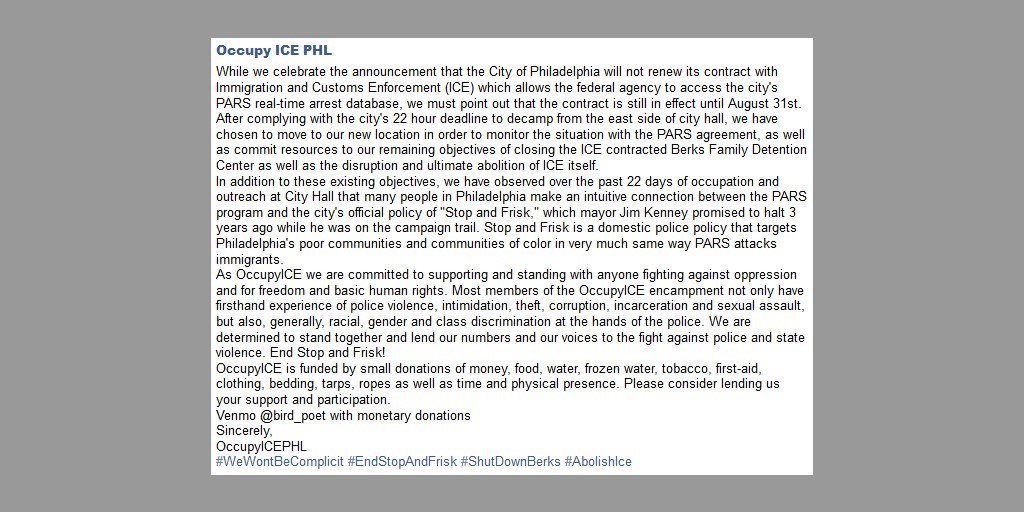 Occupy ICE PHL
While we celebrate the announcement that the City of Philadelphia will not renew its contract with
Immigration and Customs Enforcement (ICE) which allows the federal agency to access the city's
PARS real-time arrest database, we must point out that the contract is still in effect until August 31st.
After complying with the city's 22 hour deadline to decamp from the east side of city hall, we have
chosen to move to our new location in order to monitor the situation with the PARS agreement, as well
as commit resources to our remaining objectives of closing the ICE contracted Berks Family Detention
Center as well as the disruption and ultimate abolition of ICE itself.
In addition to these existing objectives, we have observed over the past 22 days of occupation and
outreach at City Hall that many people in Philadelphia make an intuitive connection between the PARS
program and the city's official policy of "Stop and Frisk," which mayor Jim Kenney promised to halt 3
years ago while he was on the campaign trail. Stop and Frisk is a domestic police policy that targets
Philadelphia's poor communities and communities of color in very much same way PARS attacks
immigrants.
As OccupyICE we are committed to supporting and standing with anyone fighting against oppression
and for freedom and basic human rights. Most members of the OccupyICE encampment not only have
firsthand experience of police violence, intimidation, theft, corruption, incarceration and sexual assault,
but also, generally, racial, gender and class discrimination at the hands of the police. We are
determined to stand together and lend our numbers and our voices to the fight against police and state
violence. End Stop and Frisk!
OccupyICE is funded by small donations of money, food, water, frozen water, tobacco, first-aid,
clothing, bedding, tarps, ropes as well as time and physical presence. Please consider lending us
your support and participation.
Venmo @bird_poet with monetary donations
Sincerely,
OccupyICEPHL
#WeWontBeComplicit #EndStopAndFrisk #ShutDownBerks #AbolishIce